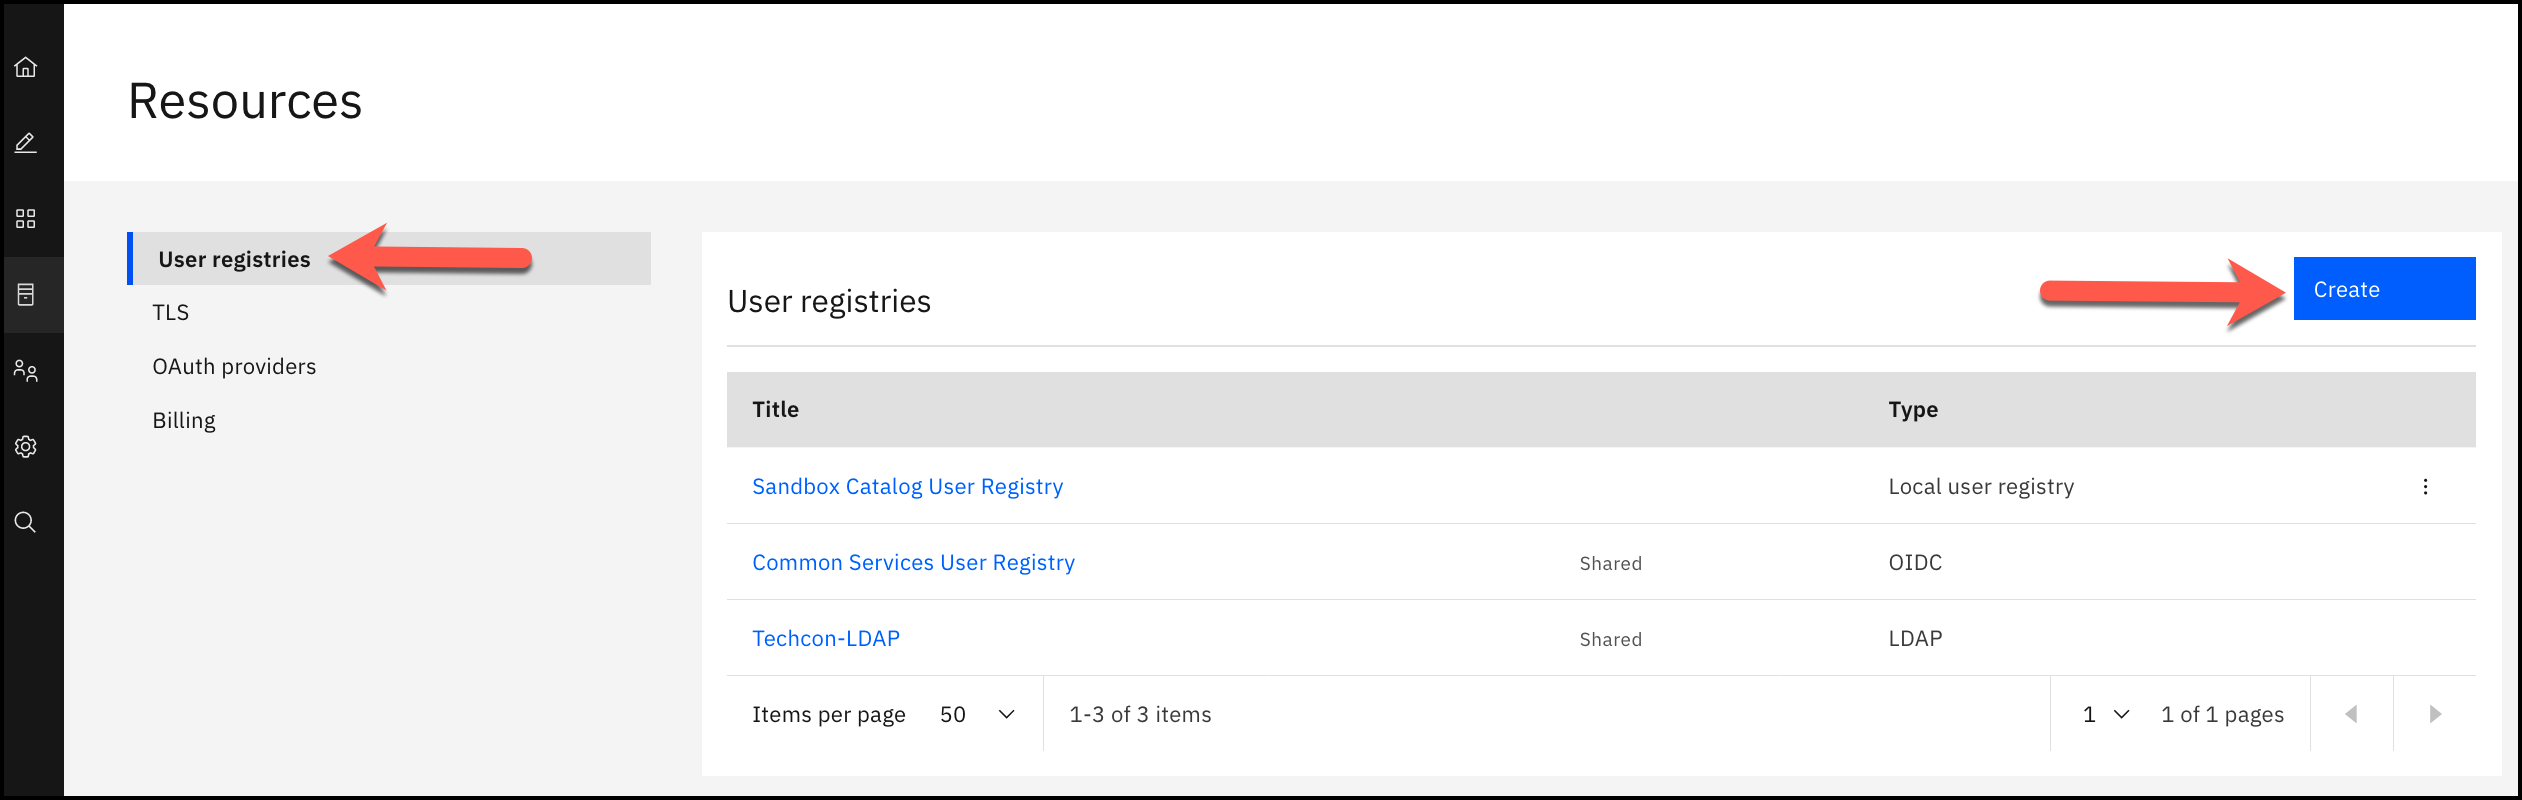 Resources
User registries
TLS
OAuth providers
Billing
User registries
Create
Title Type
Sandbox Catalog User Registry Local user registry
Common Services User Registry Shared OIDC
Techcon-LDAP Shared LDAP
Items per page 50 1-3 of 3 items 1 1 of 1 pages